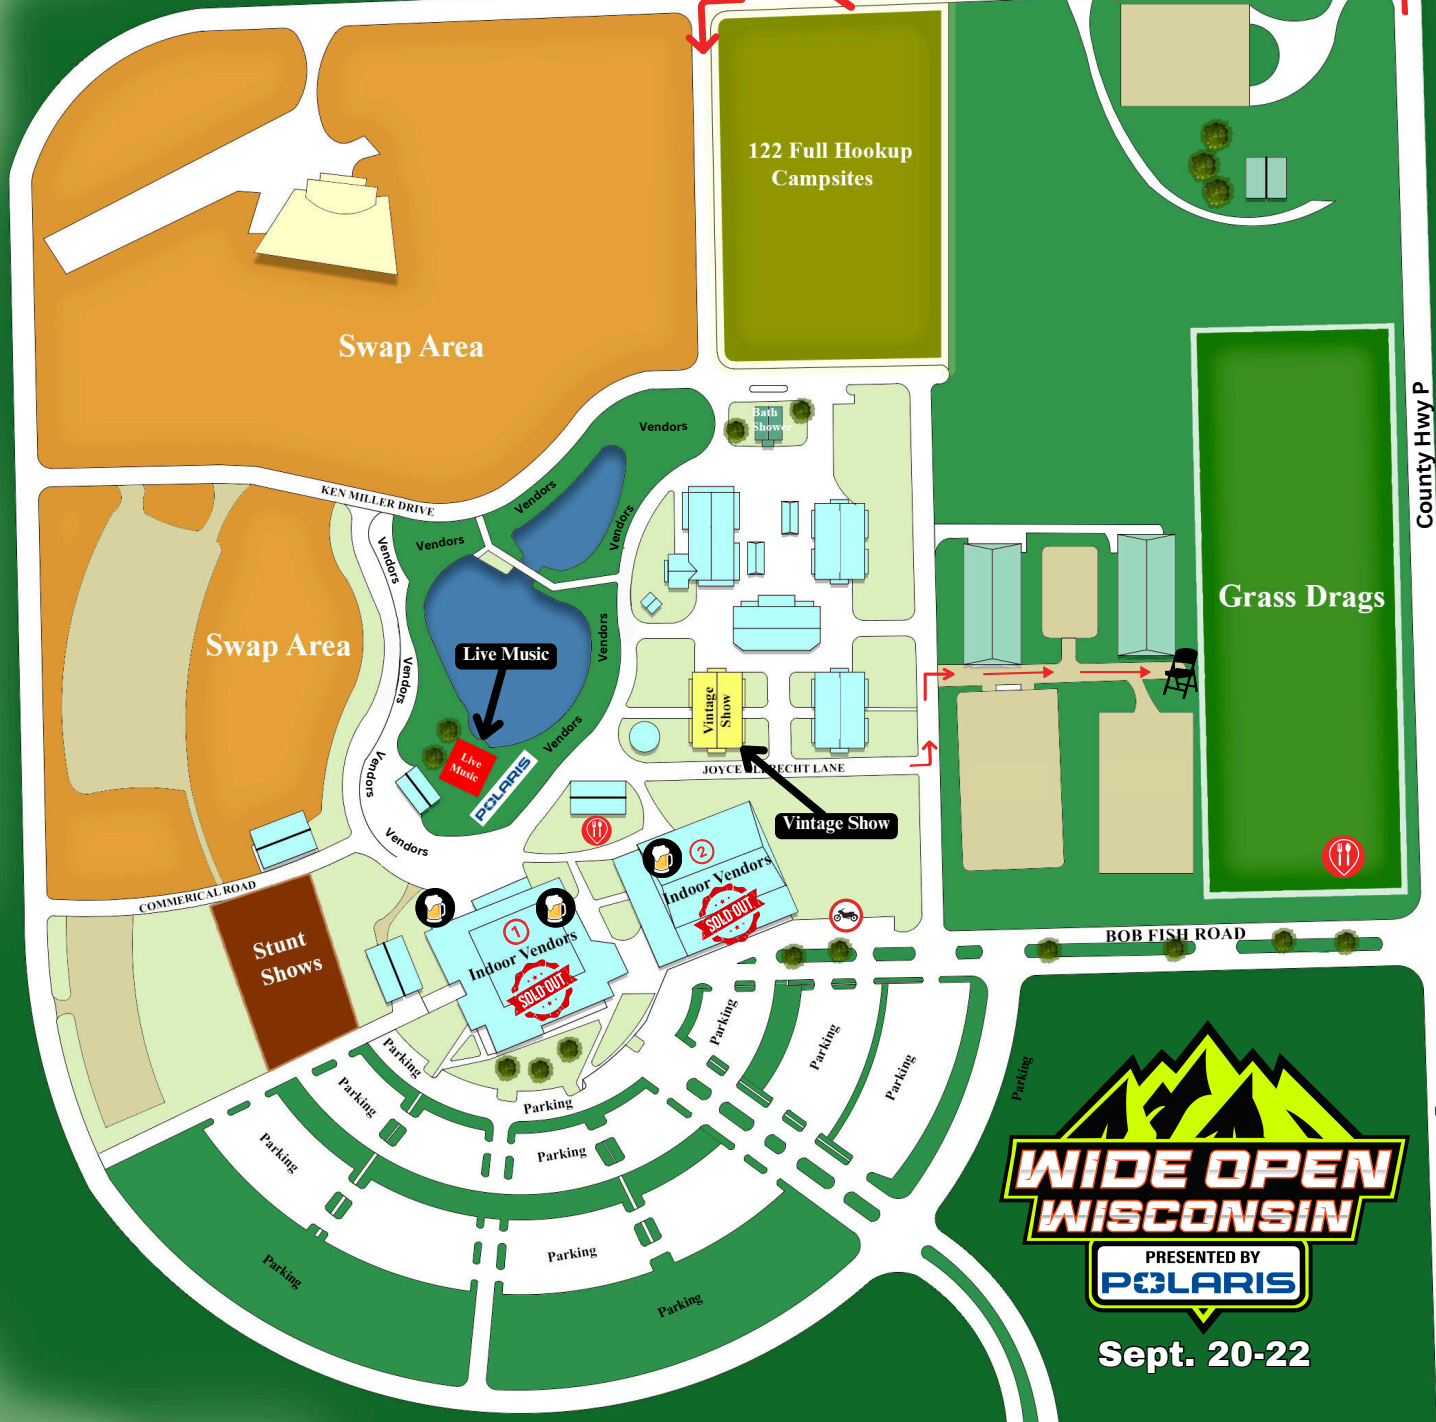 122 Full Hookup
Campsites
Swap Area
Bath
Shower
Vendors
Vendors
Vendors
Vendors
KEN MILLER DRIVE
Vendors
Vendors
Vendors
Vendors
Vendors
Vendors
Swap Area
Live Music
Live
Music
POLARIS
Vintage
Show
JOYCE ALBRECHT LANE
Vintage Show
Grass Drags
County Hwy P
COMMERICAL ROAD
Stunt
Shows
1
Indoor Vendors
SOLD OUT
2
Indoor Vendors
SOLD OUT
BOB FISH ROAD
Parking
Parking
Parking
Parking
Parking
Parking
Parking
Parking
Parking
Parking
Parking
Parking
WIDE OPEN
WISCONSIN
PRESENTED BY
POLARIS
Sept. 20-22